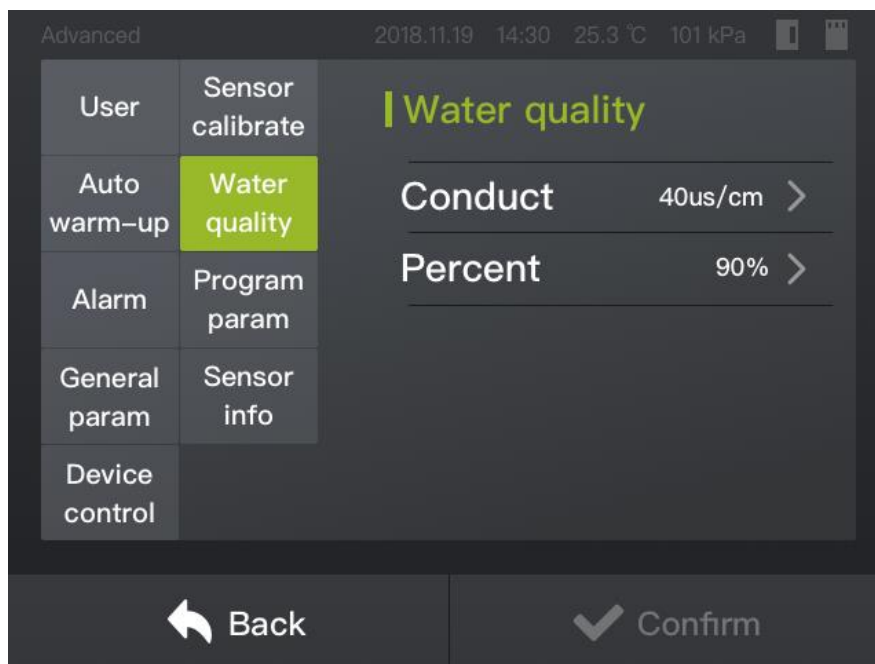 Advanced
2018.11.19 14:30 25.3 ℃ 101 kPa
User
Sensor
calibrate
Auto
warm-up
Water
quality
Alarm
Program
param
General
param
Sensor
info
Device
control
Water quality
Conduct 40us/cm
Percent 90%
Back
Confirm